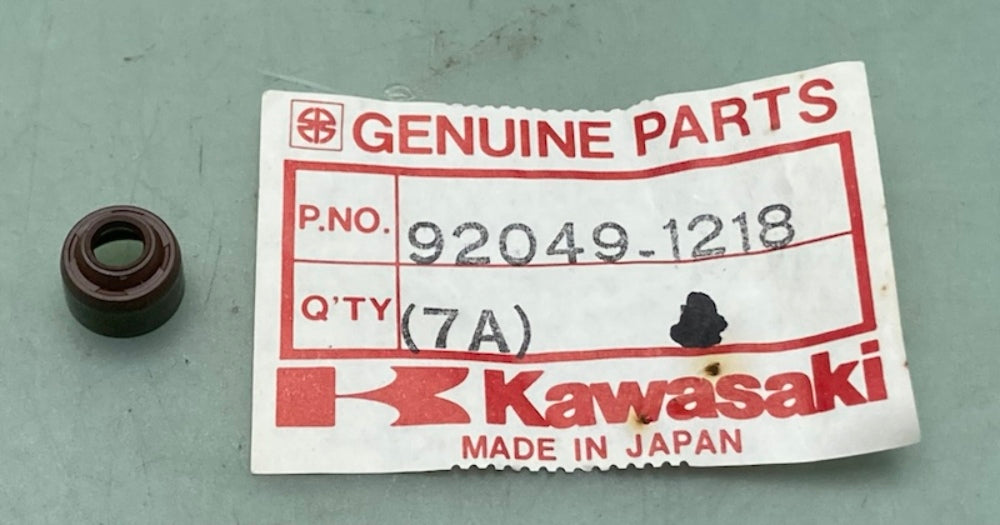 GENUINE PARTS
P.NO. 92049-1218
Q'TY (7A)
Kawasaki
MADE IN JAPAN